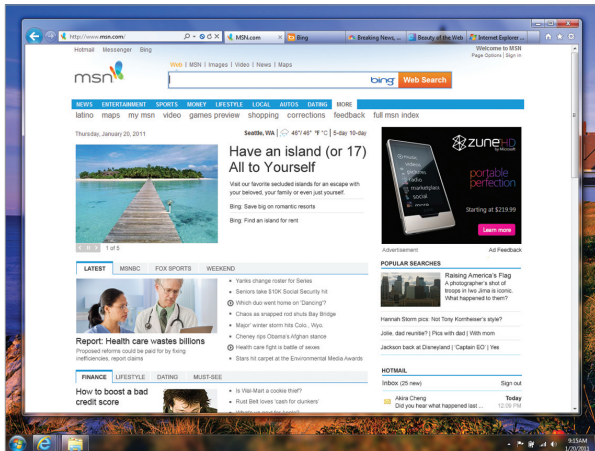 http://www.msn.com/
MSN.com
Bing
Breaking News, ...
Beauty of the Web
Internet Explorer ...
Hotmail Messenger Bing
Welcome to MSN
Page Options | Sign in
msn
Web | MSN | Images | Video | News | Maps
bing
Web Search
NEWS ENTERTAINMENT SPORTS MONEY LIFESTYLE LOCAL AUTOS DATING MORE
latino maps my msn video games preview shopping corrections feedback full msn index
Thursday, January 20, 2011
Seattle, WA | 46°/ 46° °F °C | 5-day 10-day
Have an island (or 17)
All to Yourself
Visit our favorite secluded islands for an escape with
your beloved, your family or even just yourself.
Bing: Save big on romantic resorts
Bing: Find an island for rent
1 of 5
zune HD
by Microsoft
music
videos
pictures
radio
marketplace
social
portable
perfection
Starting at $219.99
Learn more
Advertisement
Ad Feedback
LATEST MSNBC FOX SPORTS WEEKEND
Report: Health care wastes billions
Proposed reforms could be paid for by fixing
inefficiencies, report claims
Yanks change roster for Series
Seniors take $10K Social Security hit
Which duo went home on 'Dancing'?
Chaos as snapped rod shuts Bay Bridge
Major' winter storm hits Colo., Wyo.
Cheney rips Obama's Afghan stance
Health care fight is battle of sexes
Stars hit carpet at the Environmental Media Awards
POPULAR SEARCHES
Raising America's Flag
A photographer's shot of
troops in Iwo Jima is iconic.
What happened to them?
Hannah Storm pics: Not Tony Kornheiser's style?
Jolie, dad reunite? | Pics with dad | With mom
Jackson back at Disneyland | 'Captain EO' | Yes
FINANCE LIFESTYLE DATING MUST-SEE
How to boost a bad
credit score
Is Wal-Mart a cookie thief?
Rust Belt loves 'cash for clunkers'
HOTMAIL
Inbox (25 new)
Sign out
Akira Cheng
Today
Did you hear what happened last ...
12:09 PM
9:15AM
1/20/2011